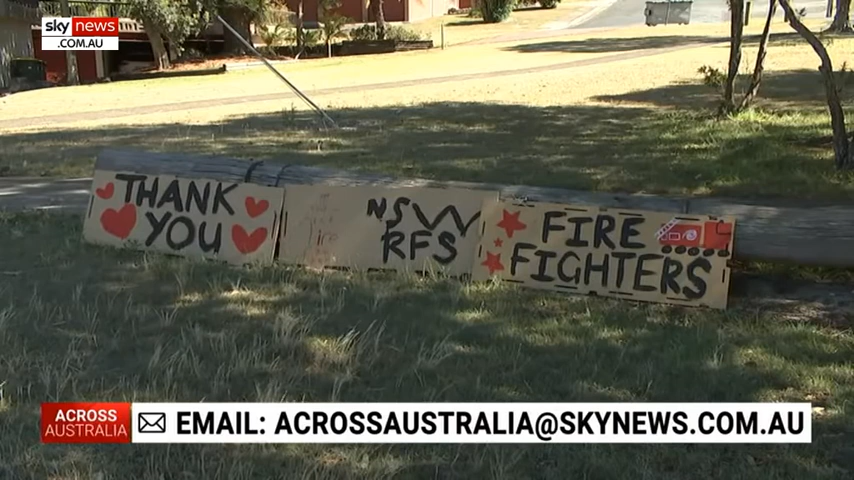 sky news
.COM.AU
THANK YOU
NSW RFS
FIRE FIGHTERS
ACROSS AUSTRALIA
EMAIL: ACROSSAUSTRALIA@SKYNEWS.COM.AU